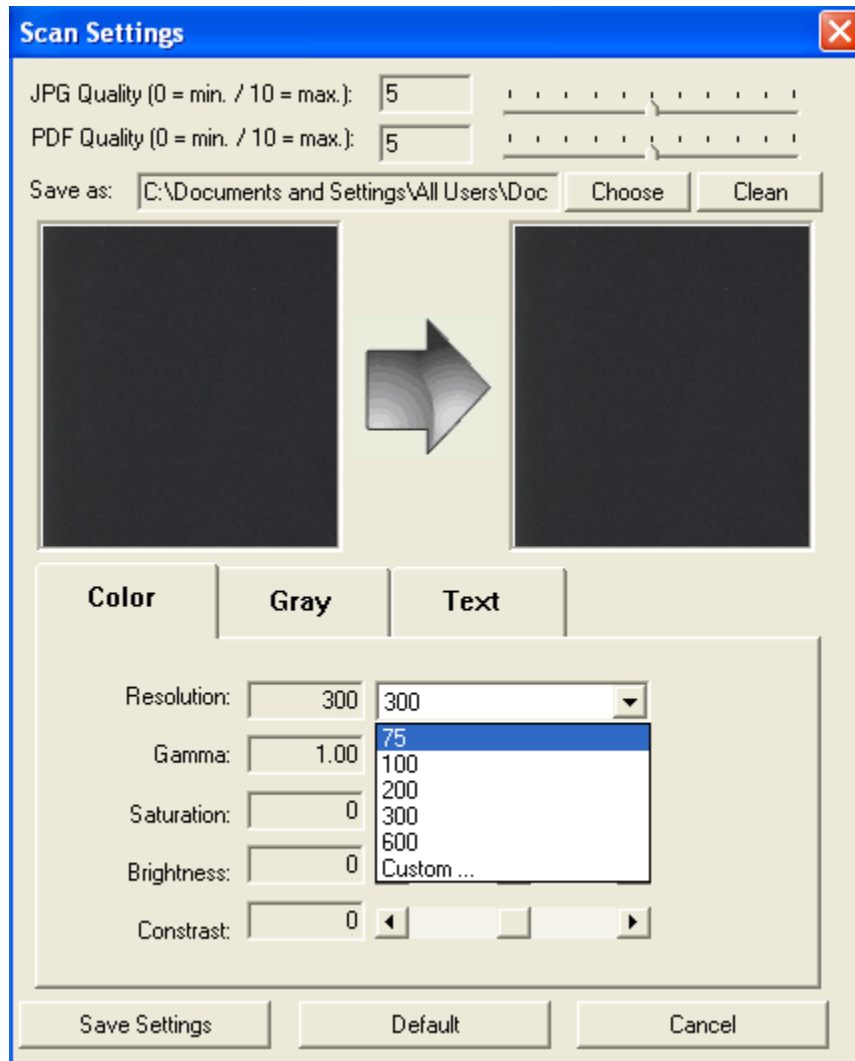 Scan Settings
JPG Quality (0 = min. / 10 = max.): 5
PDF Quality (0 = min. / 10 = max.): 5
Save as: C:\Documents and Settings\All Users\Doc Choose Clean
Color Gray Text
Resolution: 300 300
75
Gamma: 1.00
100
200
Saturation: 0
300
600
Brightness: 0
Custom ...
Constrast: 0
Save Settings Default Cancel